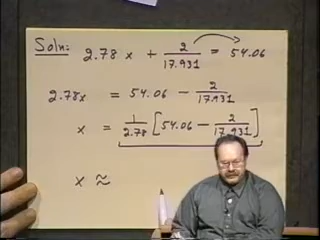 Soln: 2.78 x + 2/17.931 = 54.06
2.78x = 54.06 - 2/17.931
x = 1/2.78 [54.06 - 2/17.931]
x ≈